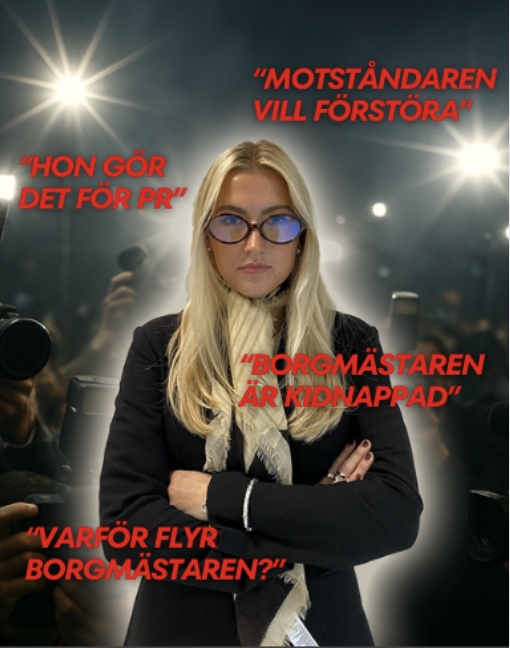 ”MOTSTÅNDAREN
VILL FÖRSTÖRA”
”HON GÖR
DET FÖR PR”
”BORGMÄSTAREN
ÄR KIDNAPPAD”
”VARFÖR FLYR
BORGMÄSTAREN?”